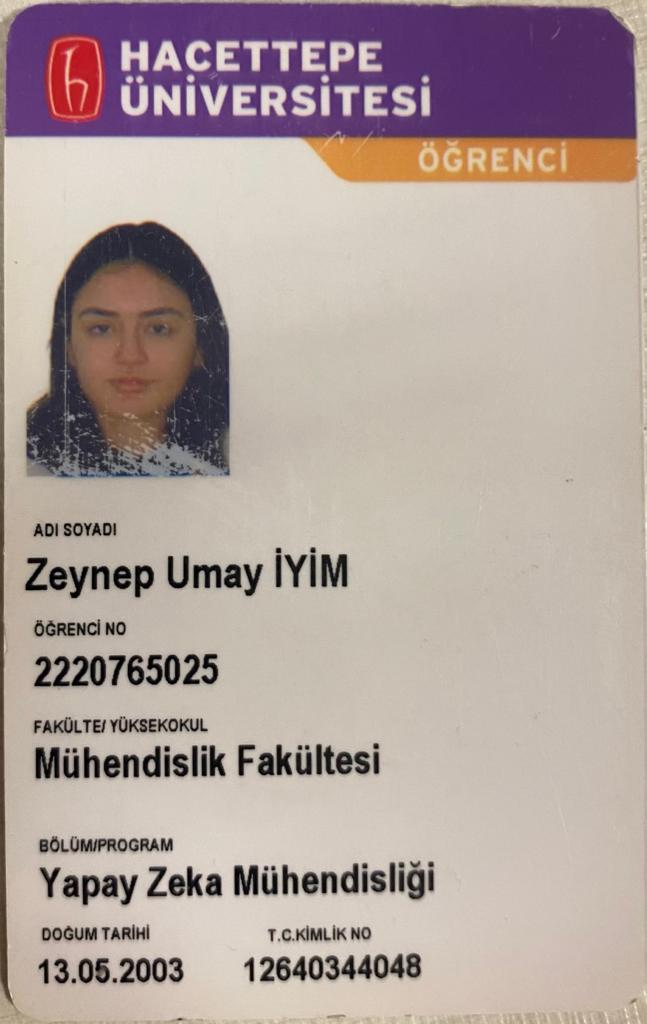 HACETTEPE
ÜNİVERSİTESİ
ÖĞRENCİ
ADI SOYADI
Zeynep Umay İYİM
ÖĞRENCİ NO
2220765025
FAKÜLTE/ YÜKSEKOKUL
Mühendislik Fakültesi
BÖLÜM/PROGRAM
Yapay Zeka Mühendisliği
DOĞUM TARİHİ T.C.KİMLİK NO
13.05.2003 12640344048